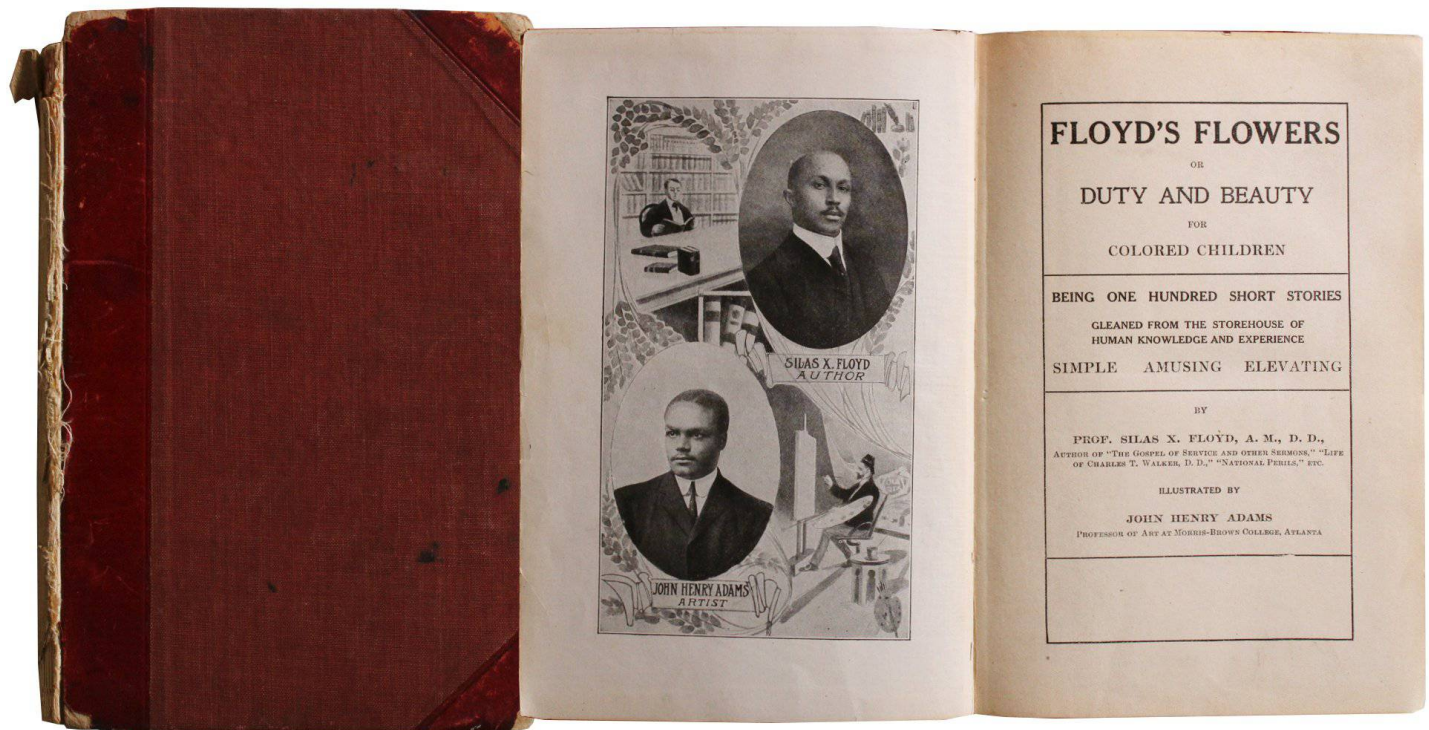 SILAS X. FLOYD
AUTHOR
JOHN HENRY ADAMS
ARTIST
FLOYD'S FLOWERS
OR
DUTY AND BEAUTY
FOR
COLORED CHILDREN
BEING ONE HUNDRED SHORT STORIES
GLEANED FROM THE STOREHOUSE OF
HUMAN KNOWLEDGE AND EXPERIENCE
SIMPLE AMUSING ELEVATING
BY
PROF. SILAS X. FLOYD, A. M., D. D.,
AUTHOR OF "THE GOSPEL OF SERVICE AND OTHER SERMONS," "LIFE
OF CHARLES T. WALKER, D. D.," "NATIONAL PERILS," ETC.
ILLUSTRATED BY
JOHN HENRY ADAMS
PROFESSOR OF ART AT MORRIS-BROWN COLLEGE, ATLANTA